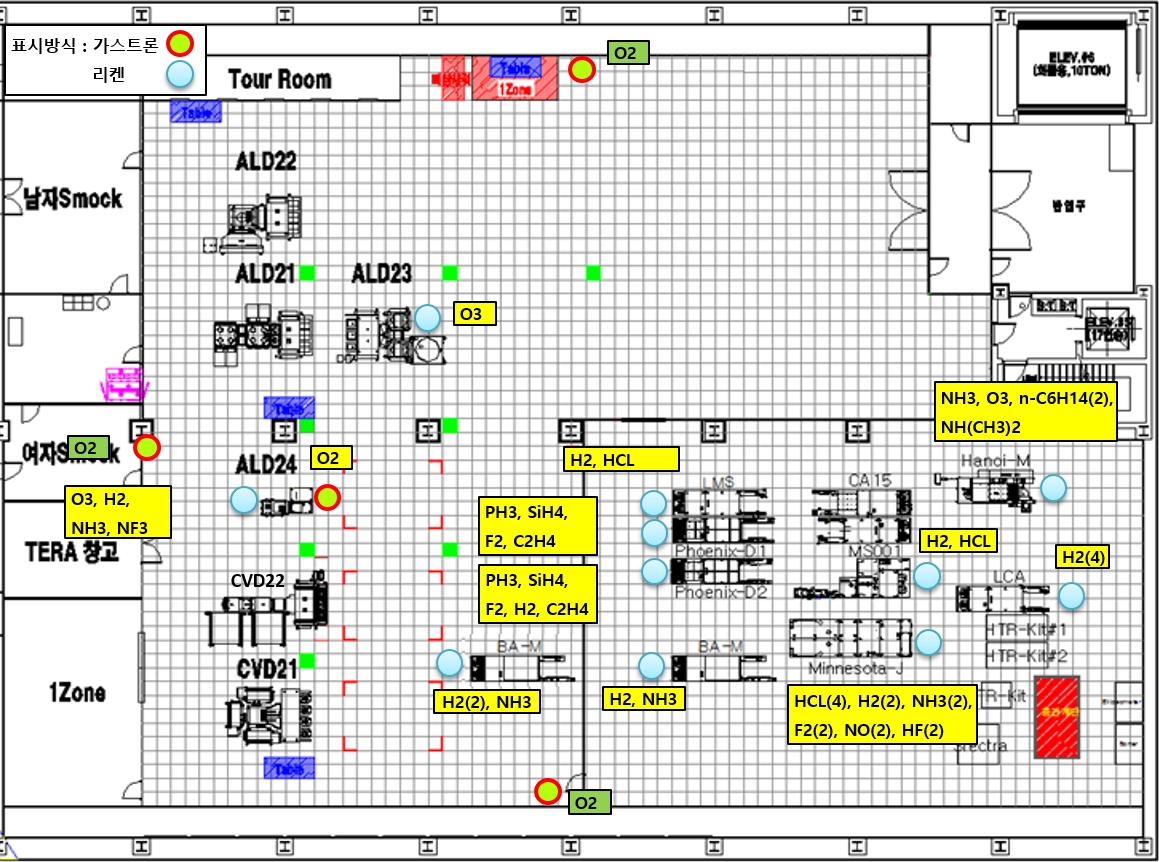 표시방식 : 가스트론
리켄
Tour Room
Table
1Zone
O2
ELEV.#6
(화물용,10TON)
Table
ALD22
남자Smock
반입구
ALD21
ALD23
O3
Table
NH3, O3, n-C6H14(2),
NH(CH3)2
여자Smock
O2
ALD24
O2
H2, HCL
Hanoi-M
O3, H2,
NH3, NF3
PH3, SiH4,
F2, C2H4
LMS
CA15
Phoenix-D1
MS001
H2, HCL
TERA 창고
H2(4)
CVD22
PH3, SiH4,
F2, H2, C2H4
Phoenix-D2
LCA
HTR-Kit#1
HTR-Kit#2
BA-M
BA-M
Minnesota-J
CVD21
1Zone
H2(2), NH3
H2, NH3
HCL(4), H2(2), NH3(2),
F2(2), NO(2), HF(2)
TR-Kit
Table
O2